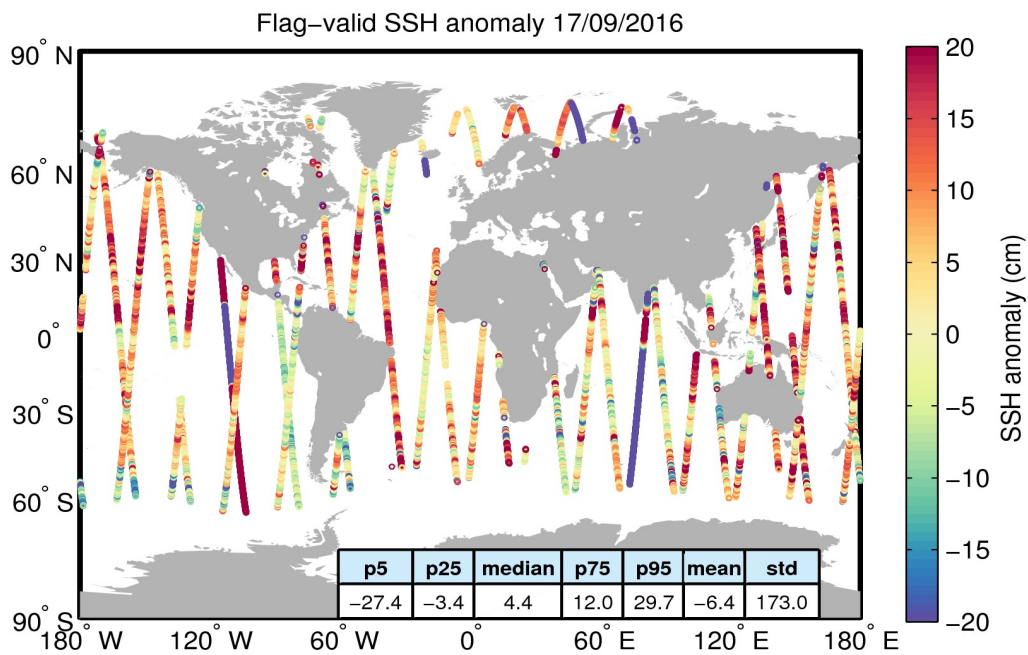 Flag−valid SSH anomaly 17/09/2016
90° N
60° N
30° N
0°
30° S
60° S
90° S
180° W
120° W
60° W
0°
60° E
120° E
180° E
p5 p25 median p75 p95 mean std
−27.4 −3.4 4.4 12.0 29.7 −6.4 173.0
20
15
10
5
0
−5
−10
−15
−20
SSH anomaly (cm)